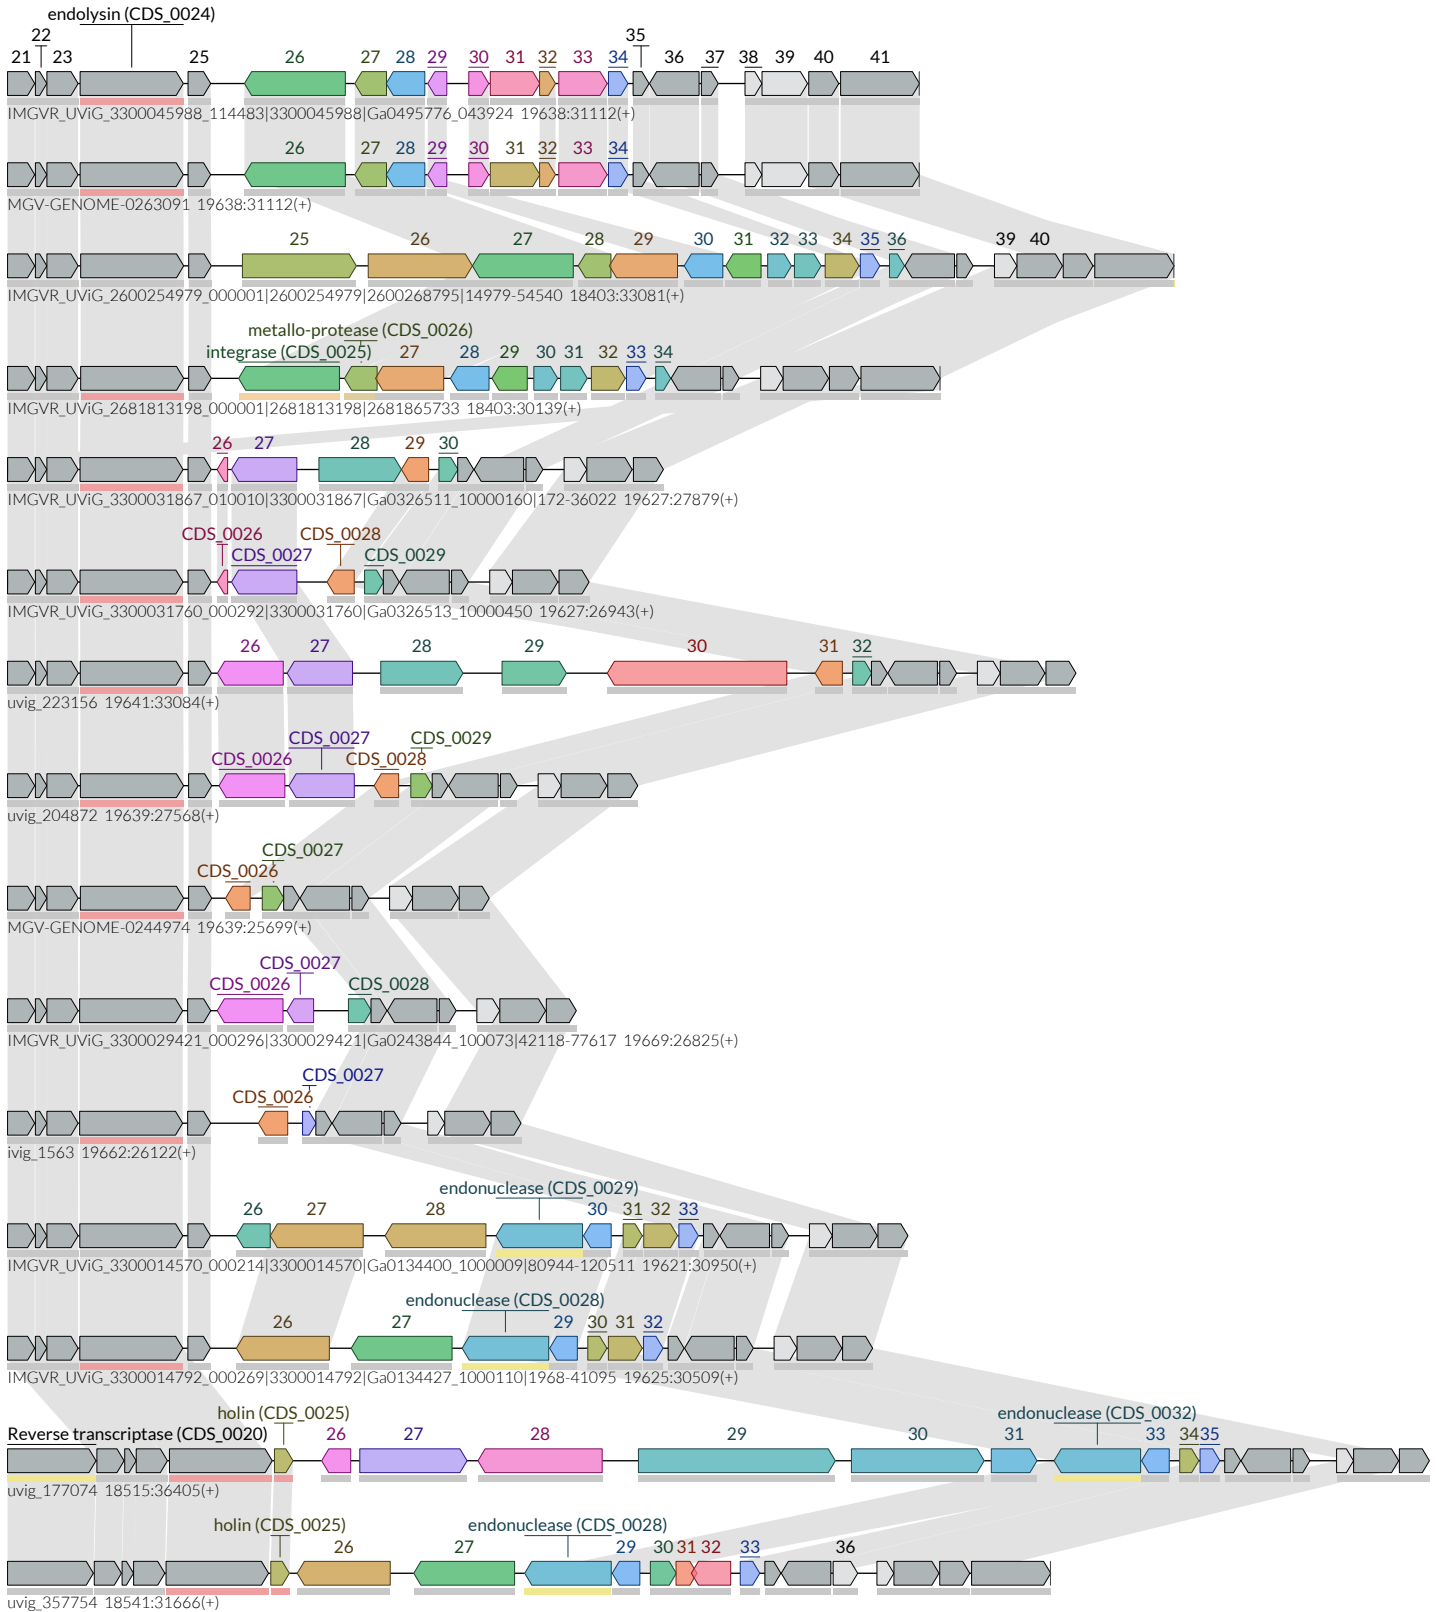 endolysin (CDS_0024)
22 35
21 23 25 26 27 28 29 30 31 32 33 34 36 37 38 39 40 41
IMGVR_UViG_3300045988_114483|3300045988|Ga0495776_043924 19638:31112(+)
26 27 28 29 30 31 32 33 34
MGV-GENOME-0263091 19638:31112(+)
25 26 27 28 29 30 31 32 33 34 35 36 39 40
IMGVR_UViG_2600254979_000001|2600254979|2600268795|14979-54540 18403:33081(+)
metallo-protease (CDS_0026)
integrase (CDS_0025) 27 28 29 30 31 32 33 34
IMGVR_UViG_2681813198_000001|2681813198|2681865733 18403:30139(+)
26 27 28 29 30
IMGVR_UViG_3300031867_010010|3300031867|Ga0326511_10000160|172-36022 19627:27879(+)
CDS_0026 CDS_0028
CDS_0027 CDS_0029
IMGVR_UViG_3300031760_000292|3300031760|Ga0326513_10000450 19627:26943(+)
26 27 28 29 30 31 32
uvig_223156 19641:33084(+)
CDS_0027 CDS_0029
CDS_0026 CDS_0028
uvig_204872 19639:27568(+)
CDS_0027
CDS_0026
MGV-GENOME-0244974 19639:25699(+)
CDS_0027
CDS_0026 CDS_0028
IMGVR_UViG_3300029421_000296|3300029421|Ga0243844_100073|42118-77617 19669:26825(+)
CDS_0027
CDS_0026
ivig_1563 19662:26122(+)
endonuclease (CDS_0029)
26 27 28 30 31 32 33
IMGVR_UViG_3300014570_000214|3300014570|Ga0134400_1000009|80944-120511 19621:30950(+)
endonuclease (CDS_0028)
26 27 29 30 31 32
IMGVR_UViG_3300014792_000269|3300014792|Ga0134427_1000110|1968-41095 19625:30509(+)
holin (CDS_0025) endonuclease (CDS_0032)
Reverse transcriptase (CDS_0020) 26 27 28 29 30 31 33 34 35
uvig_177074 18515:36405(+)
holin (CDS_0025) endonuclease (CDS_0028)
26 27 29 30 31 32 33 36
uvig_357754 18541:31666(+)